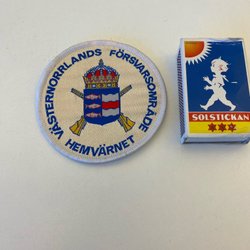 VÄSTERNORRLANDS FÖRSVARSOMRÅDE
HEMVÄRNET
SOLSTICKAN